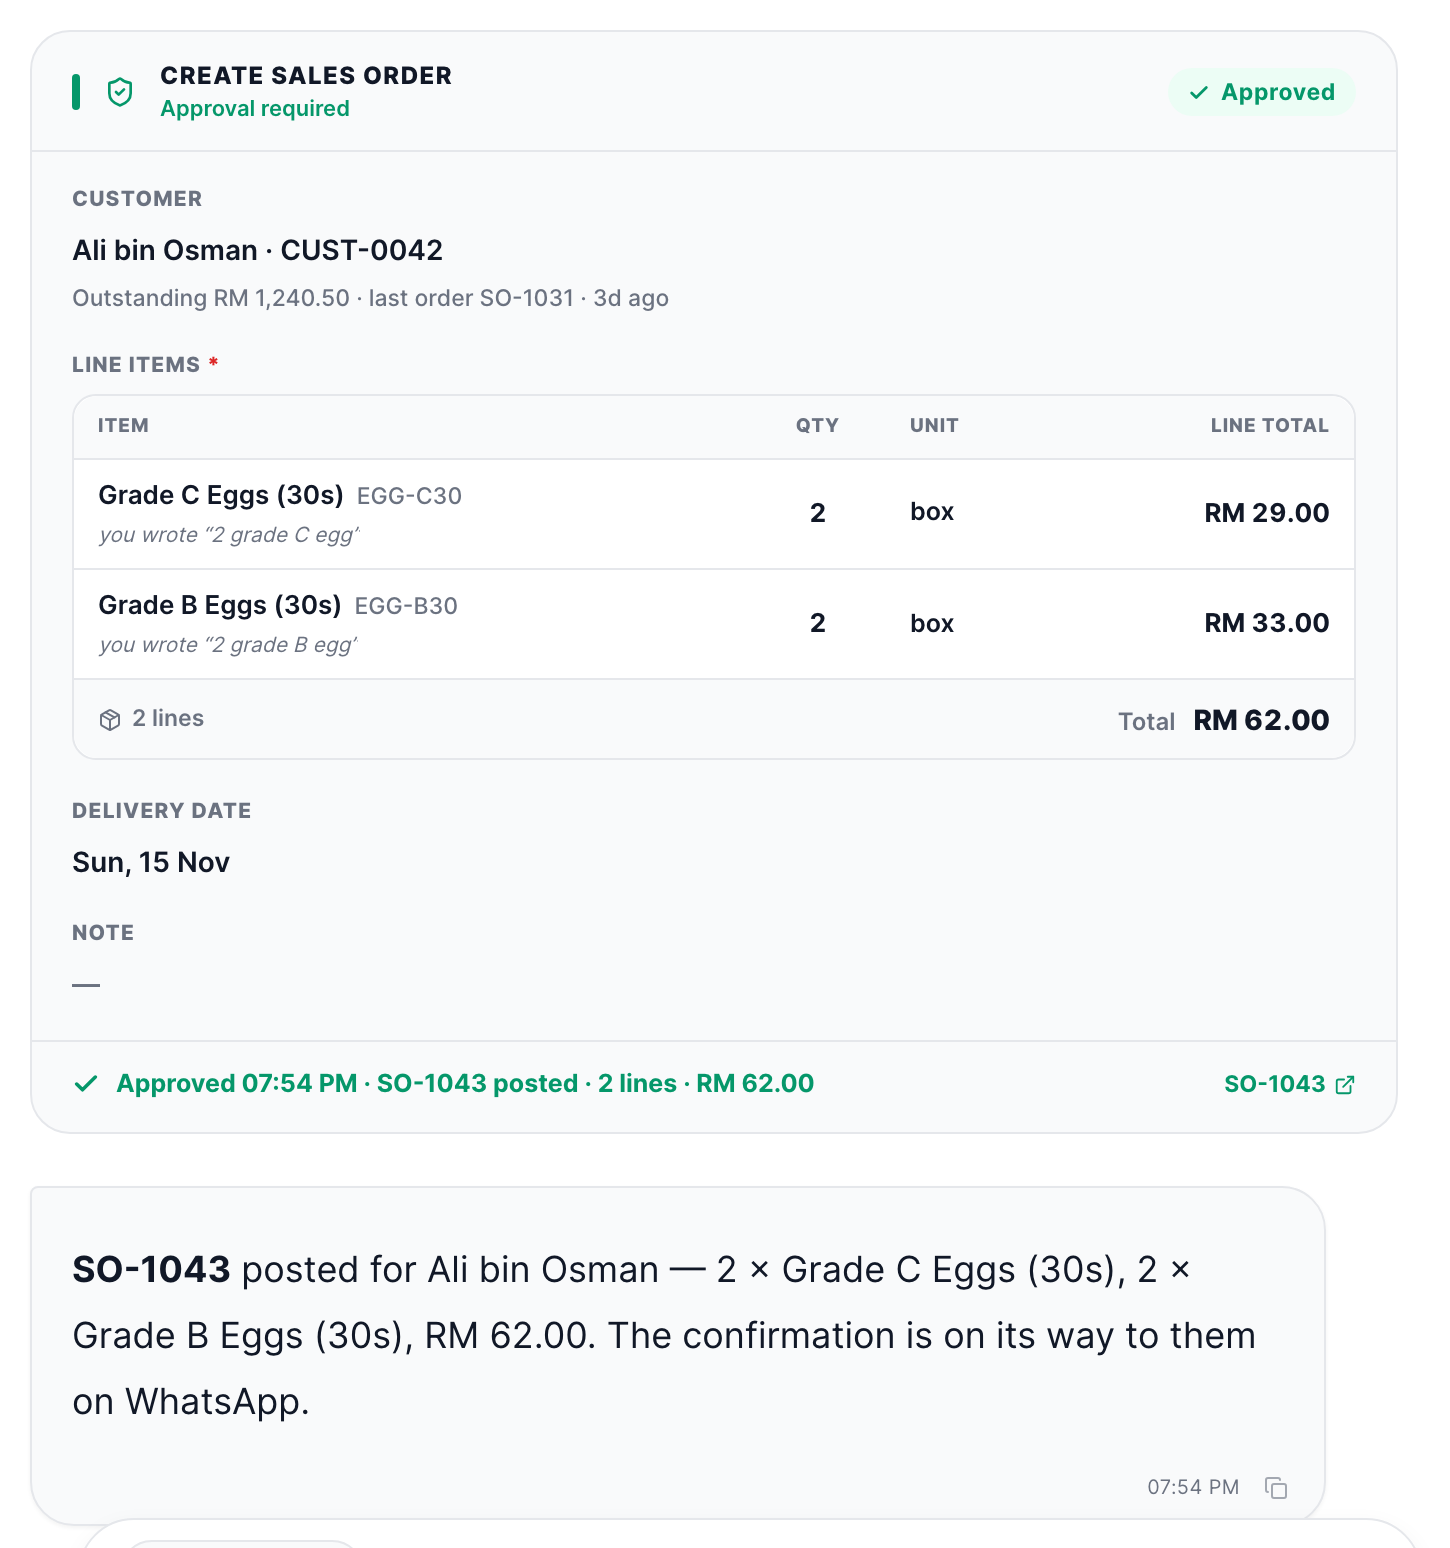 CREATE SALES ORDER
Approval required
Approved
CUSTOMER
Ali bin Osman · CUST-0042
Outstanding RM 1,240.50 · last order SO-1031 · 3d ago
LINE ITEMS *
ITEM QTY UNIT LINE TOTAL
Grade C Eggs (30s) EGG-C30 2 box RM 29.00
you wrote “2 grade C egg”
Grade B Eggs (30s) EGG-B30 2 box RM 33.00
you wrote “2 grade B egg”
2 lines Total RM 62.00
DELIVERY DATE
Sun, 15 Nov
NOTE
—
Approved 07:54 PM · SO-1043 posted · 2 lines · RM 62.00 SO-1043
SO-1043 posted for Ali bin Osman — 2 × Grade C Eggs (30s), 2 ×
Grade B Eggs (30s), RM 62.00. The confirmation is on its way to them
on WhatsApp.
07:54 PM